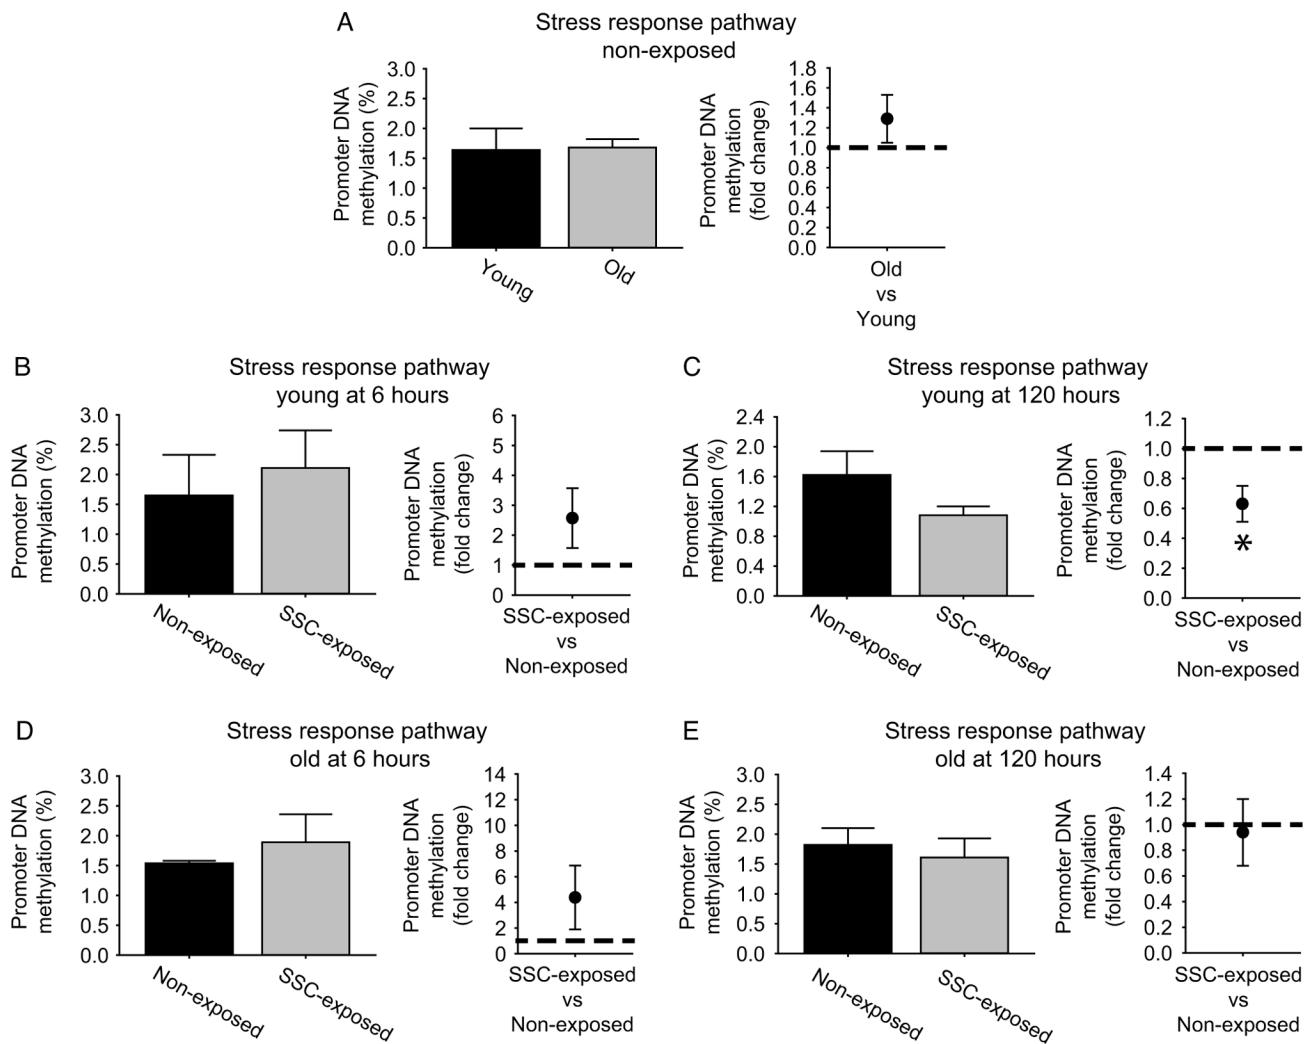 A
Stress response pathway
non-exposed
Promoter DNA
methylation (%)
3.0
2.5
2.0
1.5
1.0
0.5
0.0
Young
Old
Promoter DNA
methylation
(fold change)
1.8
1.6
1.4
1.2
1.0
0.8
0.6
0.4
0.2
0.0
Old
vs
Young
B
Stress response pathway
young at 6 hours
Promoter DNA
methylation (%)
3.0
2.5
2.0
1.5
1.0
0.5
0.0
Non-exposed
SSC-exposed
Promoter DNA
methylation
(fold change)
6
5
4
3
2
1
0
SSC-exposed
vs
Non-exposed
C
Stress response pathway
young at 120 hours
Promoter DNA
methylation (%)
2.4
2.0
1.6
1.2
0.8
0.4
0.0
Non-exposed
SSC-exposed
Promoter DNA
methylation
(fold change)
1.2
1.0
0.8
0.6
0.4
0.2
0.0
*
SSC-exposed
vs
Non-exposed
D
Stress response pathway
old at 6 hours
Promoter DNA
methylation (%)
3.0
2.5
2.0
1.5
1.0
0.5
0.0
Non-exposed
SSC-exposed
Promoter DNA
methylation
(fold change)
14
12
10
8
6
4
2
0
SSC-exposed
vs
Non-exposed
E
Stress response pathway
old at 120 hours
Promoter DNA
methylation (%)
3.0
2.5
2.0
1.5
1.0
0.5
0.0
Non-exposed
SSC-exposed
Promoter DNA
methylation
(fold change)
1.4
1.2
1.0
0.8
0.6
0.4
0.2
0.0
SSC-exposed
vs
Non-exposed